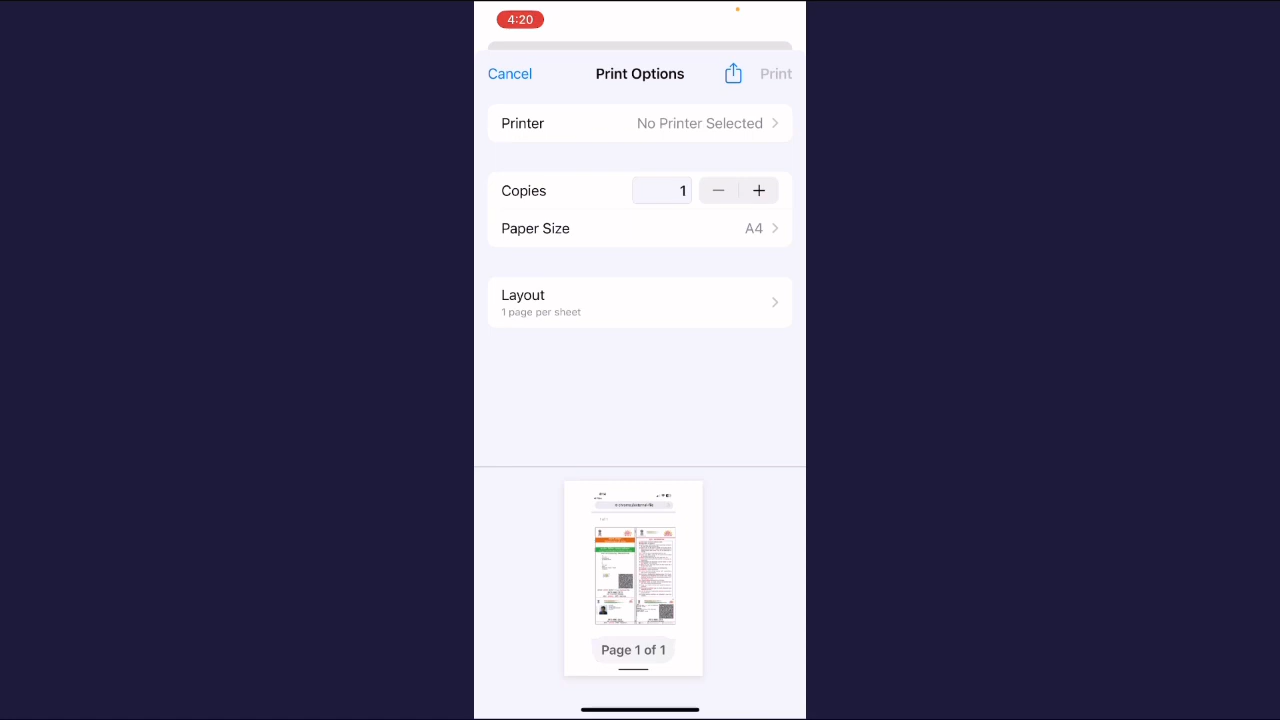 4:20
Cancel
Print Options
Print
Printer
No Printer Selected
Copies
1
Paper Size
A4
Layout
1 page per sheet
Page 1 of 1